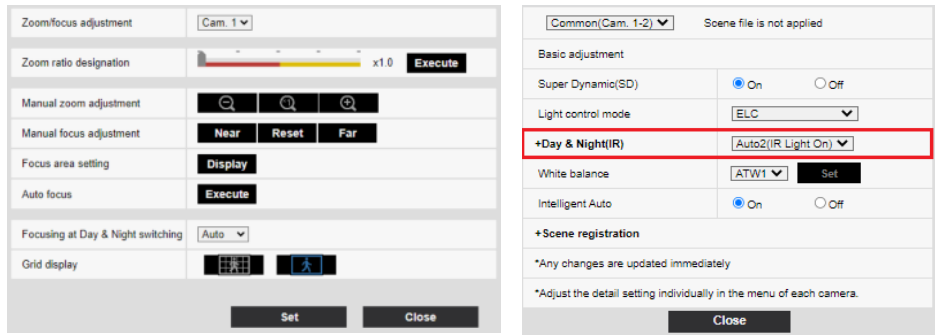 Zoom/focus adjustment Cam. 1
Zoom ratio designation x1.0 Execute
Manual zoom adjustment
Manual focus adjustment Near Reset Far
Focus area setting Display
Auto focus Execute
Focusing at Day & Night switching Auto
Grid display
Set Close
Common(Cam. 1-2) Scene file is not applied
Basic adjustment
Super Dynamic(SD) On Off
Light control mode ELC
+Day & Night(IR) Auto2(IR Light On)
White balance ATW1 Set
Intelligent Auto On Off
+Scene registration
*Any changes are updated immediately
*Adjust the detail setting individually in the menu of each camera.
Close